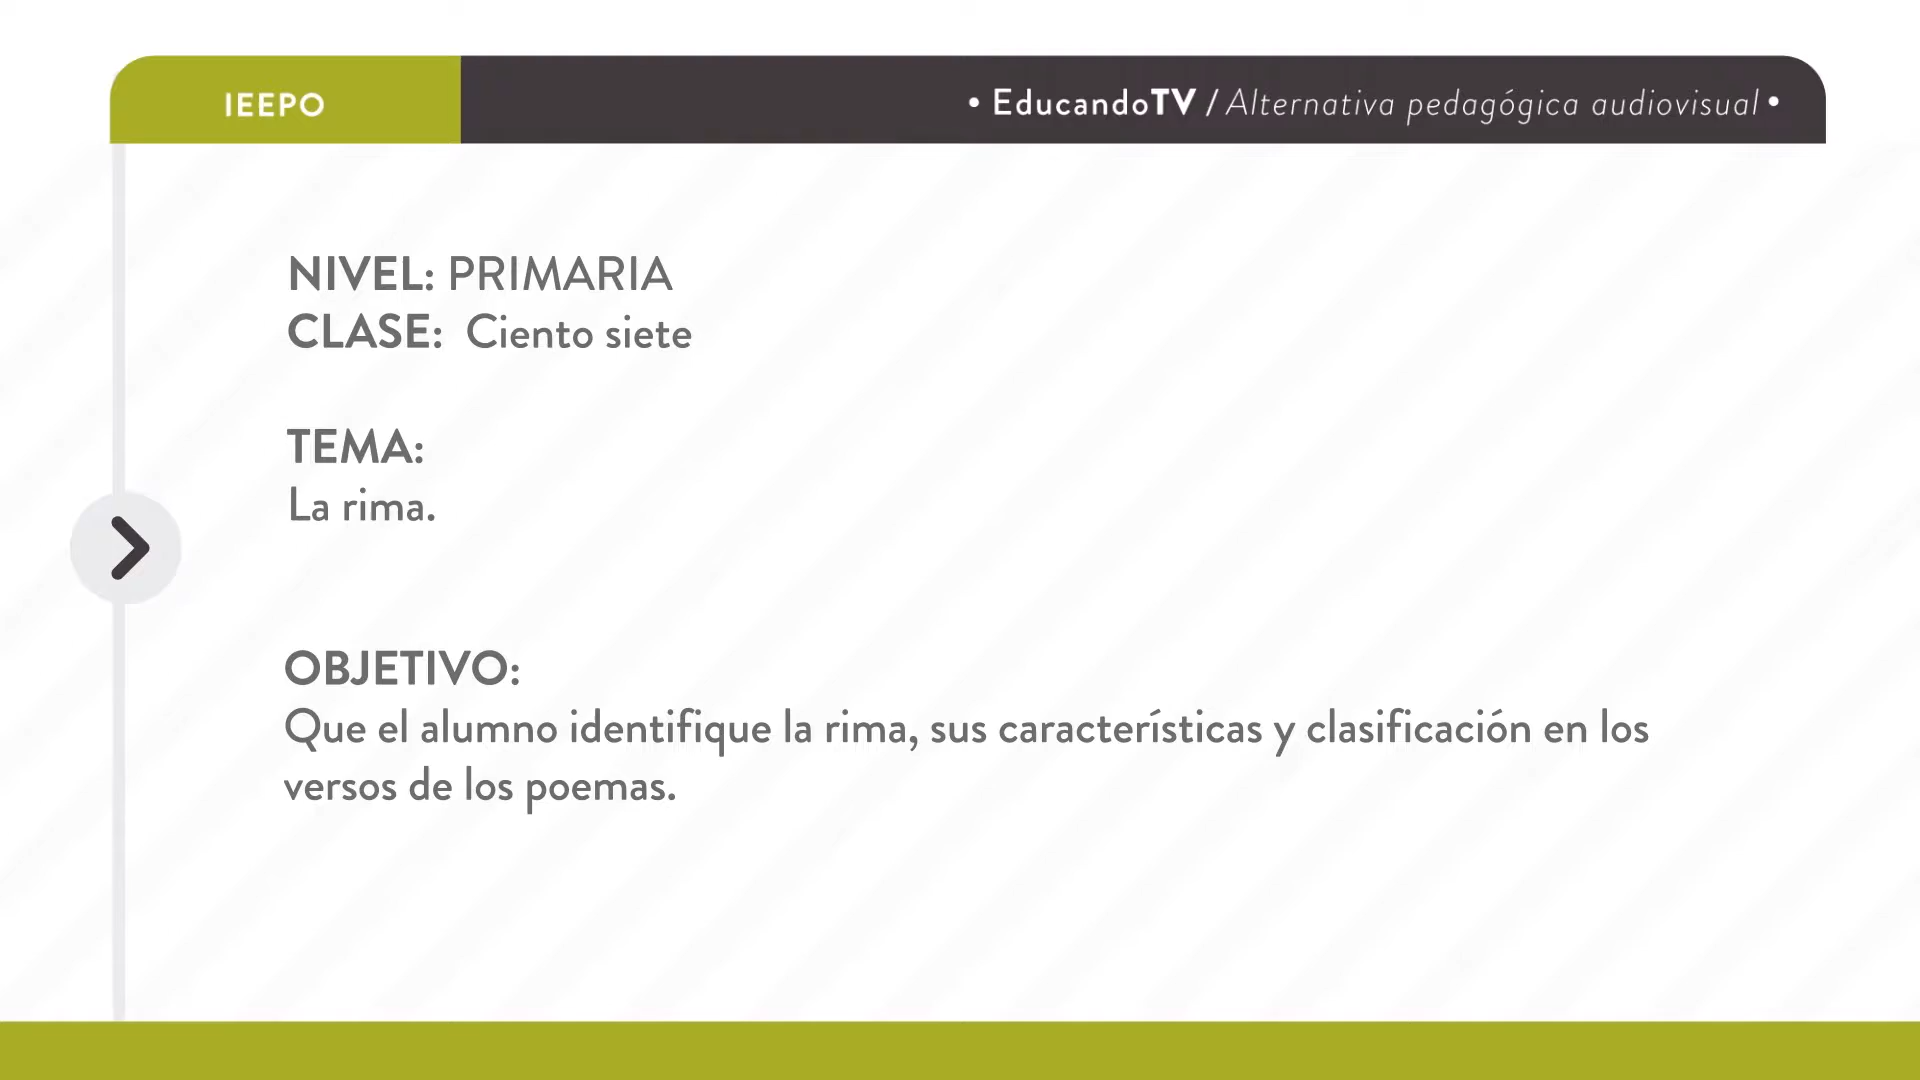 IEEPO
• EducandoTV / Alternativa pedagógica audiovisual •
NIVEL: PRIMARIA
CLASE: Ciento siete
TEMA:
La rima.
OBJETIVO:
Que el alumno identifique la rima, sus características y clasificación en los
versos de los poemas.